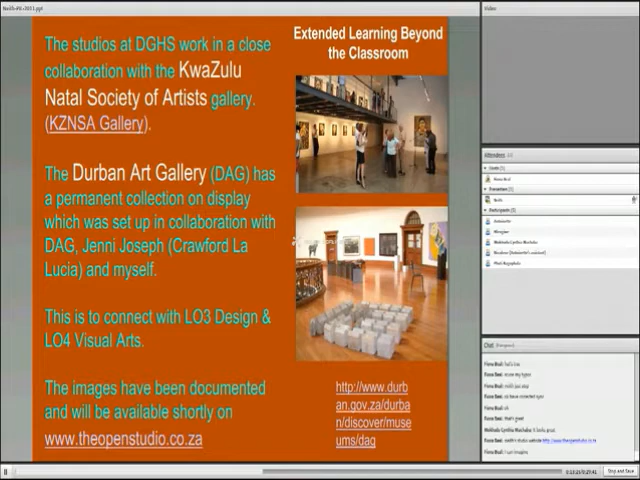 Extended Learning Beyond
the Classroom
The studios at DGHS work in a close
collaboration with the KwaZulu
Natal Society of Artists gallery.
(KZNSA Gallery).
The Durban Art Gallery (DAG) has
a permanent collection on display
which was set up in collaboration with
DAG, Jenni Joseph (Crawford La
Lucia) and myself.
This is to connect with LO3 Design &
LO4 Visual Arts.
The images have been documented
and will be available shortly on
www.theopenstudio.co.za
http://www.durb
an.gov.za/durba
n/discover/muse
ums/dag
Video
Attendees
Chat
Stop and Save